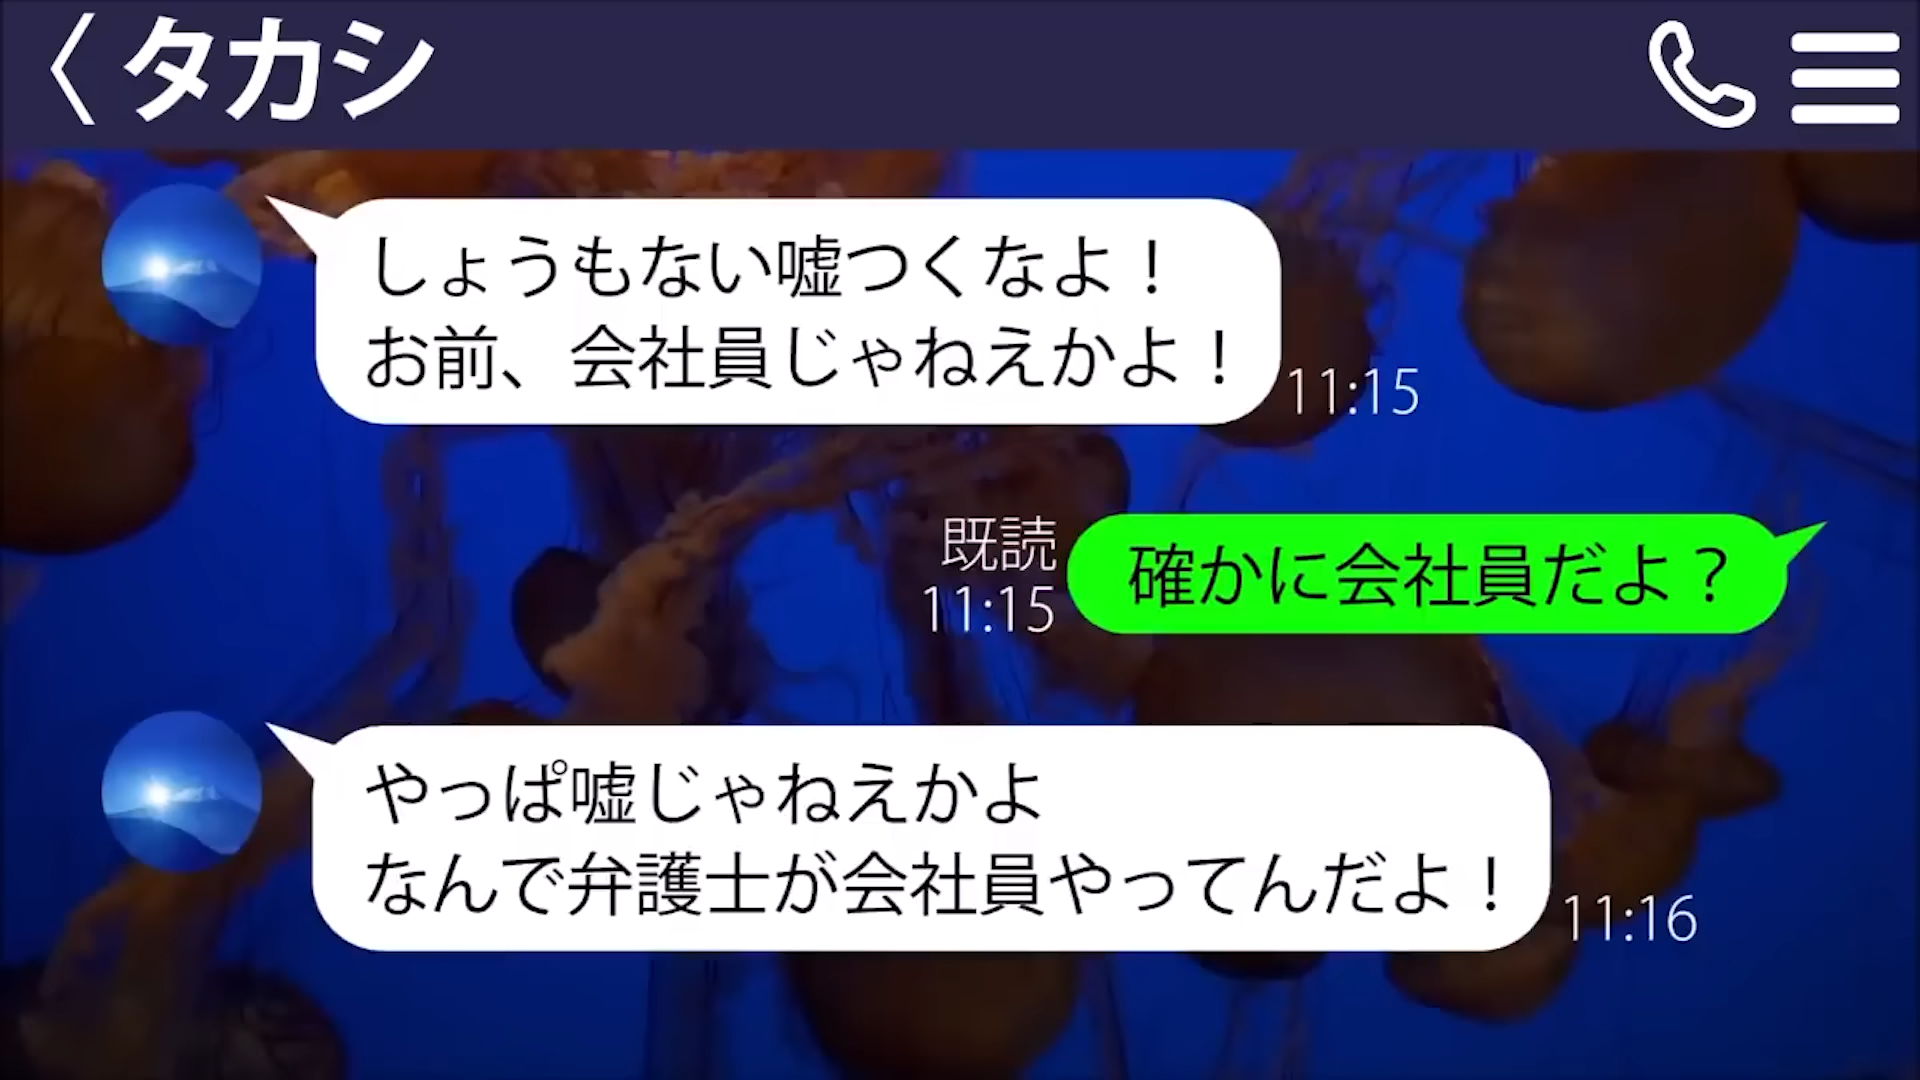 〈 タカシ
しょうもない嘘つくなよ！
お前、会社員じゃねえかよ！
11:15
既読
11:15
確かに会社員だよ？
やっぱ嘘じゃねえかよ
なんで弁護士が会社員やってんだよ！
11:16